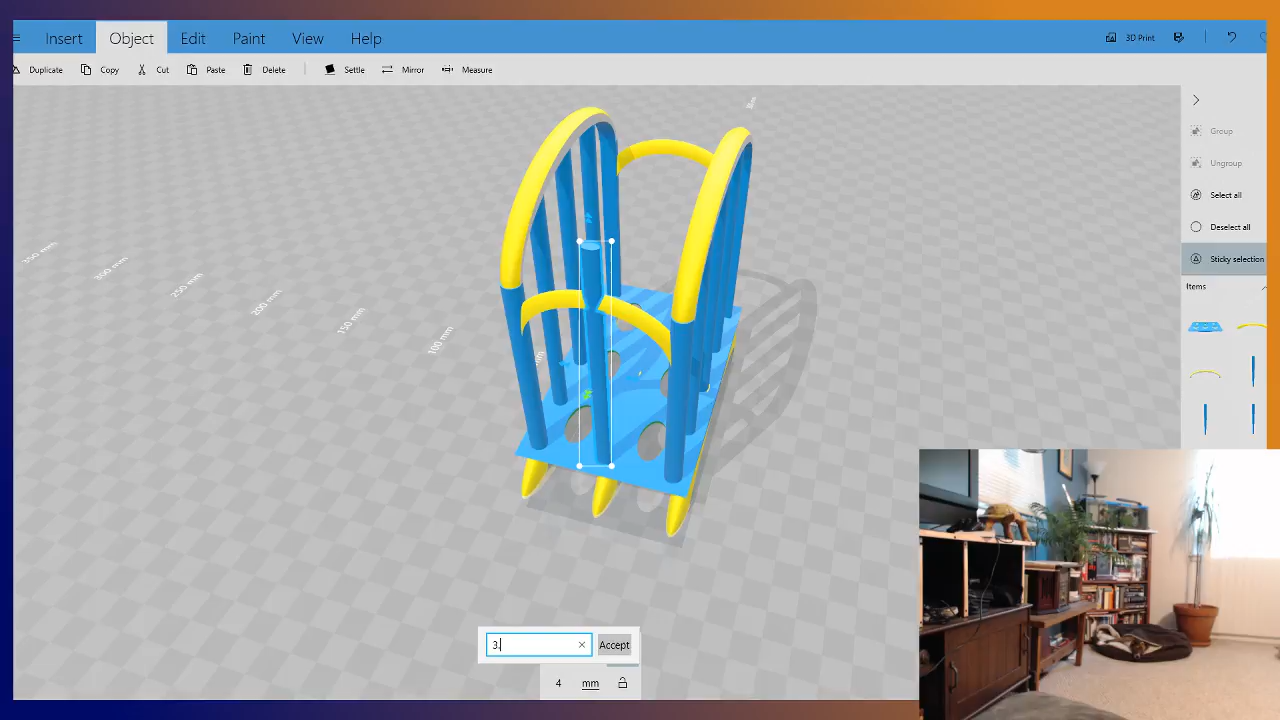 Insert Object Edit Paint View Help 3D Print
Duplicate Copy Cut Paste Delete Settle Mirror Measure
Group
Ungroup
Select all
Deselect all
Sticky selection
Items
350 mm
300 mm
250 mm
200 mm
150 mm
100 mm
3. Accept
4 mm